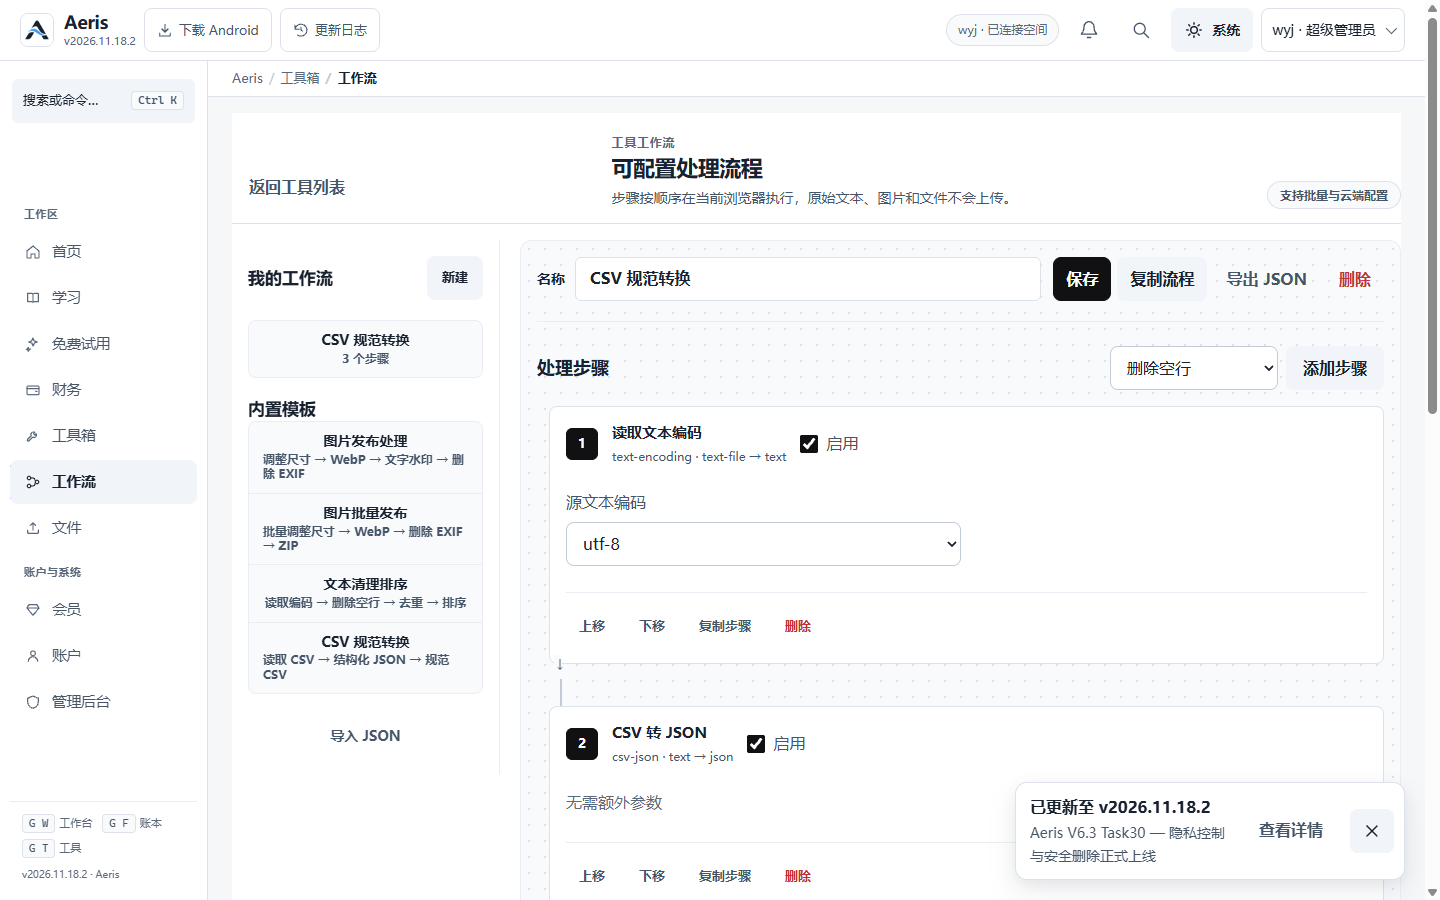 Aeris
v2026.11.18.2
下载 Android
更新日志
wyj · 已连接空间
系统
wyj · 超级管理员
搜索或命令...
Ctrl K
Aeris / 工具箱 / 工作流
工作区
首页
学习
免费试用
财务
工具箱
工作流
文件
账户与系统
会员
账户
管理后台
G W 工作台 G F 账本
G T 工具
v2026.11.18.2 · Aeris
返回工具列表
工具工作流
可配置处理流程
步骤按顺序在当前浏览器执行，原始文本、图片和文件不会上传。
支持批量与云端配置
我的工作流
新建
CSV 规范转换
3 个步骤
内置模板
图片发布处理
调整尺寸 → WebP → 文字水印 → 删
除 EXIF
图片批量发布
批量调整尺寸 → WebP → 删除 EXIF
→ ZIP
文本清理排序
读取编码 → 删除空行 → 去重 → 排序
CSV 规范转换
读取 CSV → 结构化 JSON → 规范
CSV
导入 JSON
名称
CSV 规范转换
保存
复制流程
导出 JSON
删除
处理步骤
删除空行
添加步骤
1
读取文本编码
text-encoding · text-file → text
启用
源文本编码
utf-8
上移
下移
复制步骤
删除
↓
2
CSV 转 JSON
csv-json · text → json
启用
无需额外参数
上移
下移
复制步骤
删除
已更新至 v2026.11.18.2
Aeris V6.3 Task30 — 隐私控制
与安全删除正式上线
查看详情